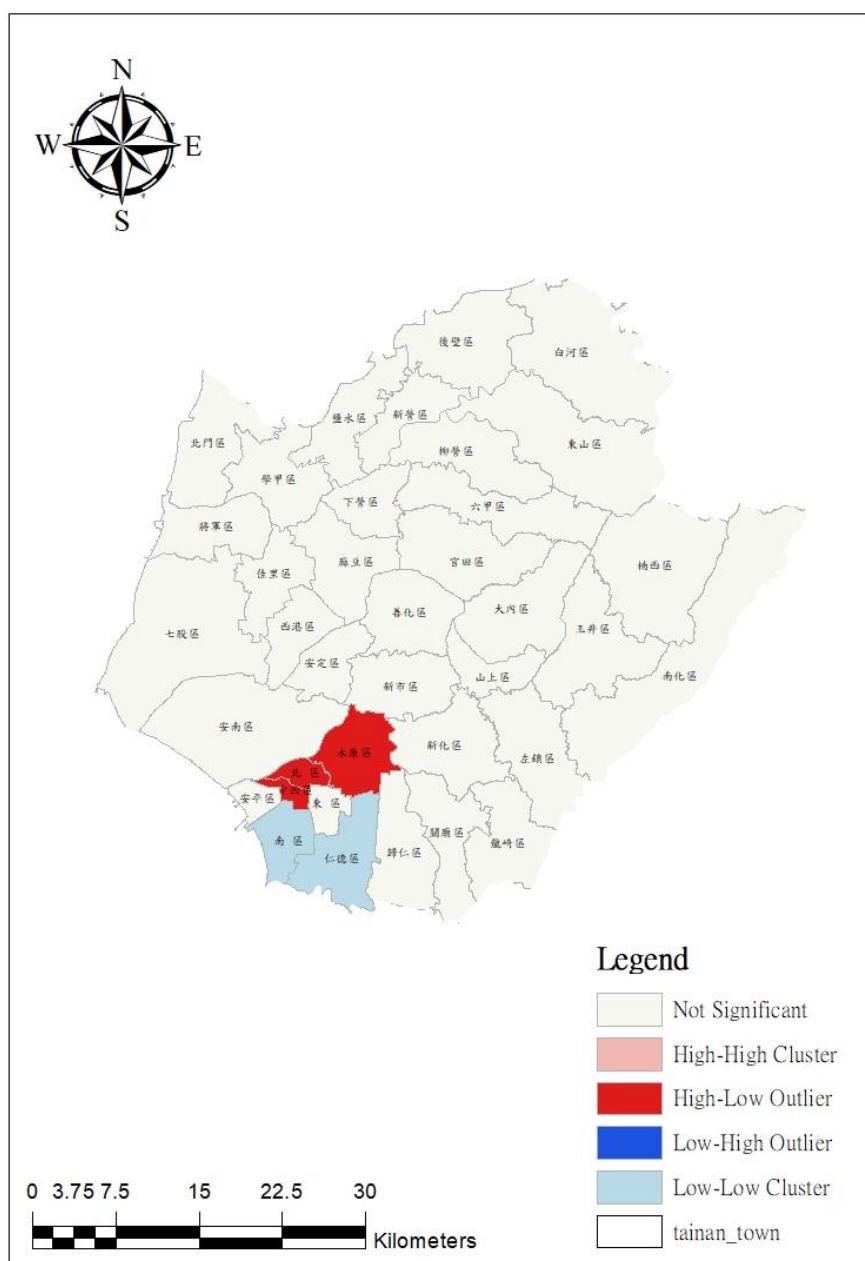 N
W E
S
後壁區
白河區
鹽水區
新營區
北門區
柳營區
東山區
學甲區
下營區
六甲區
將軍區
佳里區
麻豆區
官田區
楠西區
七股區
西港區
善化區
大內區
玉井區
安定區
新市區
山上區
南化區
安南區
永康區
新化區
左鎮區
北 區
安平區
中西區
東 區
南 區
仁德區
歸仁區
關廟區
龍崎區
Legend
Not Significant
High-High Cluster
High-Low Outlier
Low-High Outlier
Low-Low Cluster
tainan_town
0 3.75 7.5 15 22.5 30
Kilometers